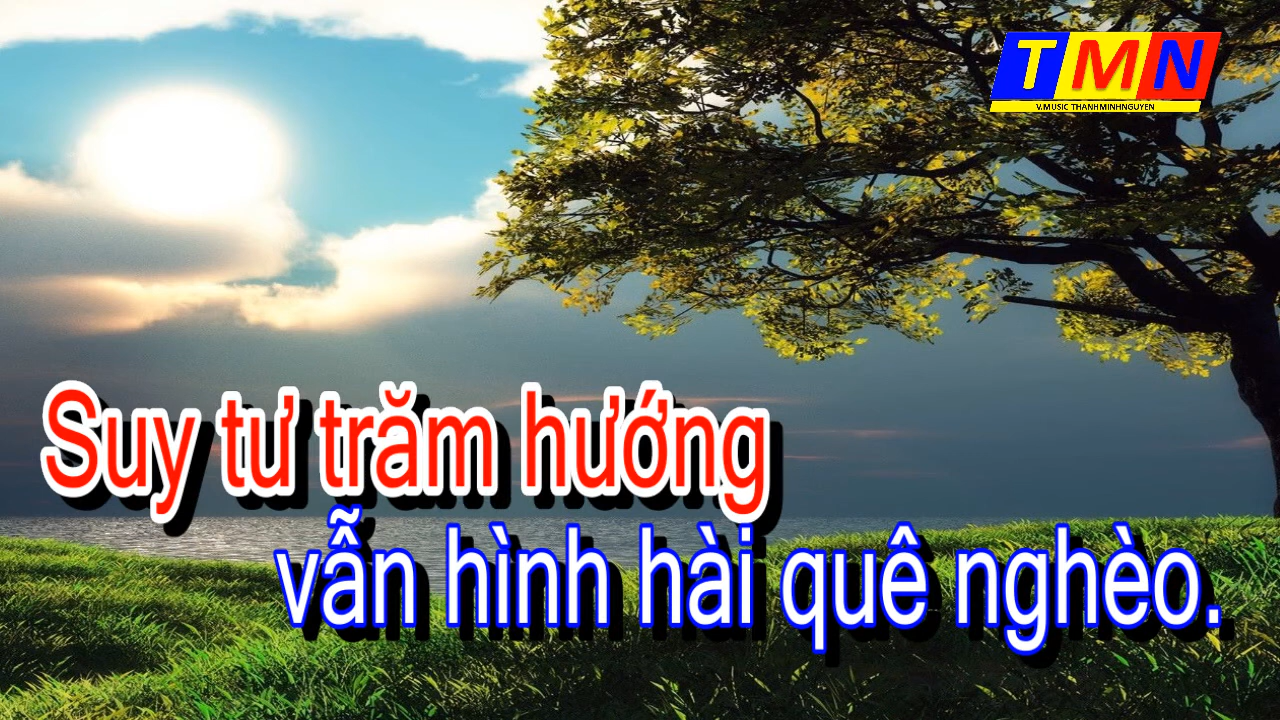 TMN
V.MUSIC THANHMINHNGUYEN
Suy tư trăm hướng
vẫn hình hài quê nghèo.